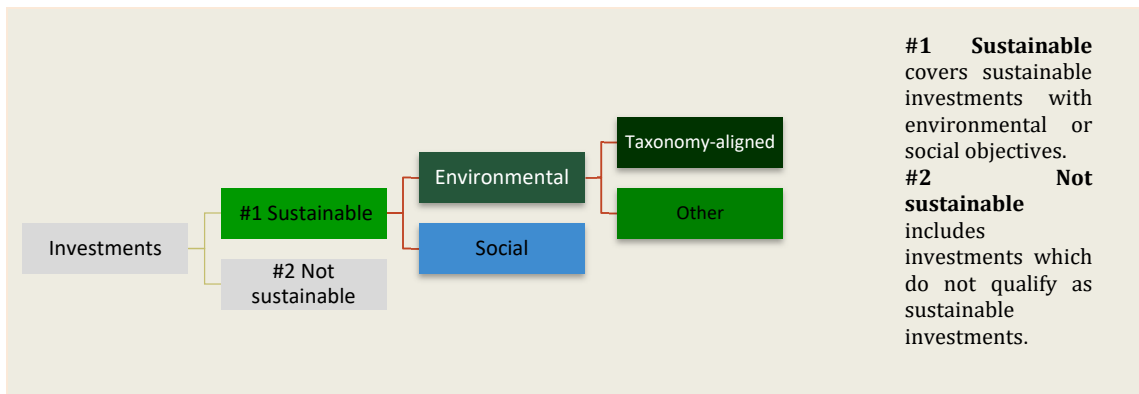 Investments
#1 Sustainable
#2 Not
sustainable
Environmental
Social
Taxonomy-aligned
Other
#1 Sustainable
covers sustainable
investments with
environmental or
social objectives.
#2 Not
sustainable
includes
investments which
do not qualify as
sustainable
investments.